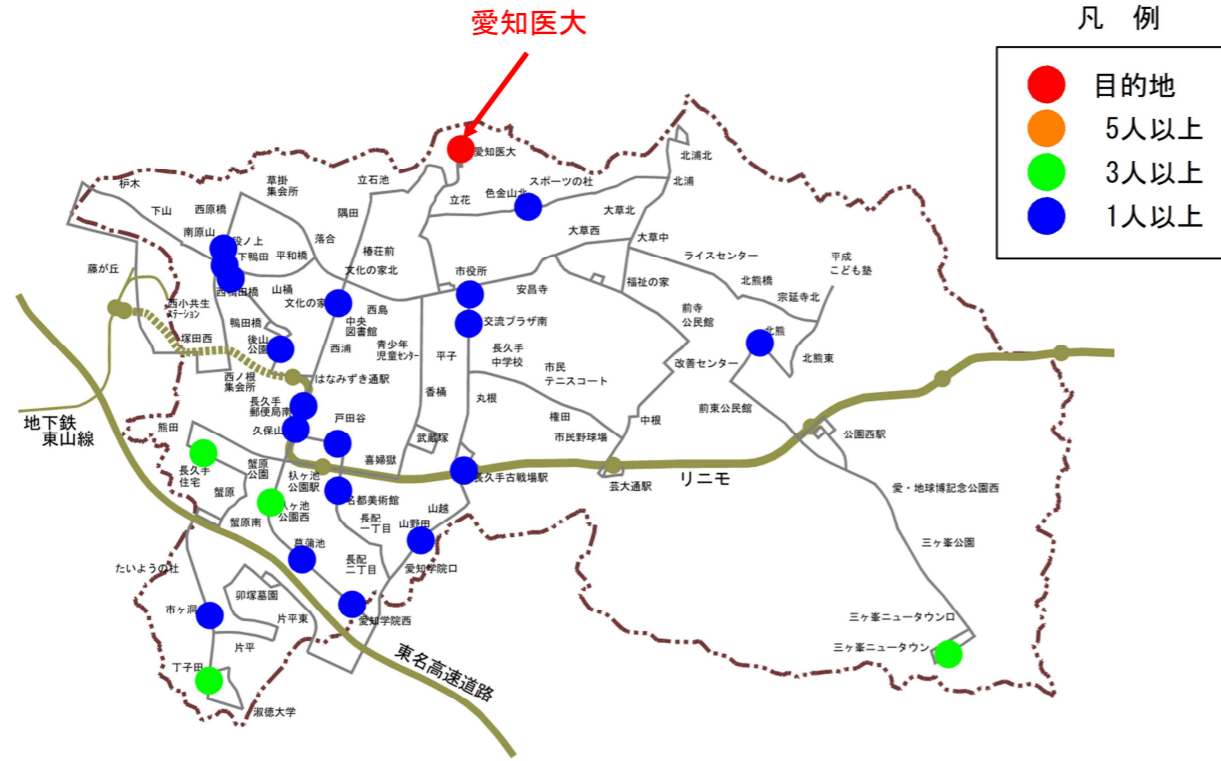 愛知医大
凡 例
目的地
5人以上
3人以上
1人以上
愛知医大
北浦北
スポーツの杜
北浦
色金山北
立花
立石池
草掛
集会所
下山
西原橋
南原山
段ノ上
下鴨田
平和橋
落合
隅田
椿荘前
大草北
大草西
大草中
ライスセンター
平成
こども塾
北熊橋
宗延寺北
藤が丘
西小共生
ステーション
山桶
文化の家北
文化の家
西島
市役所
安昌寺
福祉の家
鴨田橋
中央
図書館
交流プラザ南
前寺
公民館
北熊
塚田西
後山
公園
西浦
青少年
児童センター
平子
長久手
中学校
改善センター
北熊東
西ノ根
集会所
はなみずき通駅
香桶
丸根
市民
テニスコート
前東公民館
長久手
郵便局南
戸田谷
権田
中根
地下鉄
東山線
熊田
久保山
武蔵塚
市民野球場
公園西駅
長久手
住宅
蟹原
公園
喜婦嶽
杁ヶ池
公園駅
長久手古戦場駅
芸大通駅
リニモ
愛・地球博記念公園西
蟹原
杁ヶ池
公園西
名都美術館
蟹原南
長配
一丁目
山野田
山越
三ヶ峯公園
菖蒲池
長配
二丁目
愛知学院口
たいようの杜
卯塚墓園
市ヶ洞
片平東
愛知学院西
三ヶ峯ニュータウン口
片平
三ヶ峯ニュータウン
丁子田
東名高速道路
淑徳大学